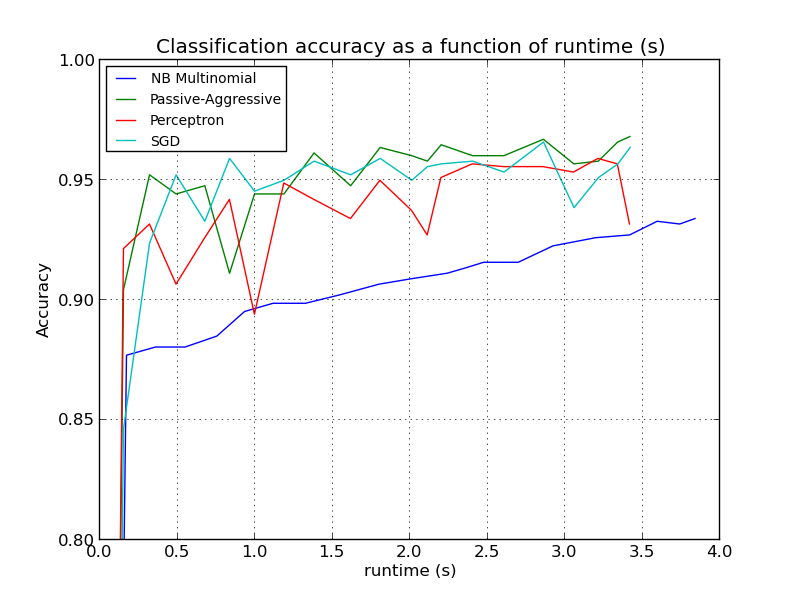 Classification accuracy as a function of runtime (s)
1.00
NB Multinomial
Passive-Aggressive
Perceptron
SGD
0.95
0.90
0.85
0.80
Accuracy
0.0 0.5 1.0 1.5 2.0 2.5 3.0 3.5 4.0
runtime (s)